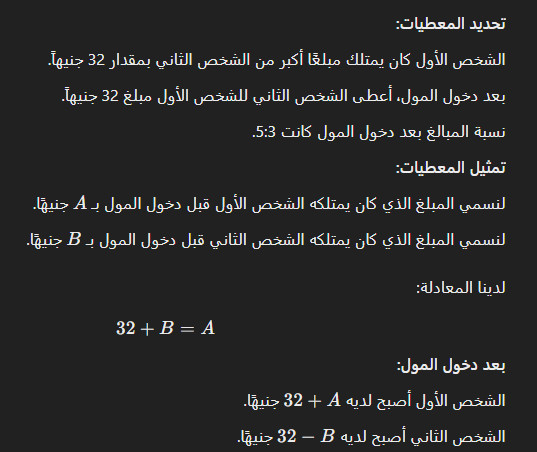 تحديد المعطيات:
الشخص الأول كان يمتلك مبلغًا أكبر من الشخص الثاني بمقدار 32 جنيهاً.
بعد دخول المول، أعطى الشخص الثاني للشخص الأول مبلغ 32 جنيهاً.
نسبة المبالغ بعد دخول المول كانت 5:3.
تمثيل المعطيات:
لنسمي المبلغ الذي كان يمتلكه الشخص الأول قبل دخول المول بـ A جنيهًا.
لنسمي المبلغ الذي كان يمتلكه الشخص الثاني قبل دخول المول بـ B جنيهًا.
لدينا المعادلة:
32 + B = A
بعد دخول المول:
الشخص الأول أصبح لديه 32 + A جنيهًا.
الشخص الثاني أصبح لديه 32 − B جنيهًا.